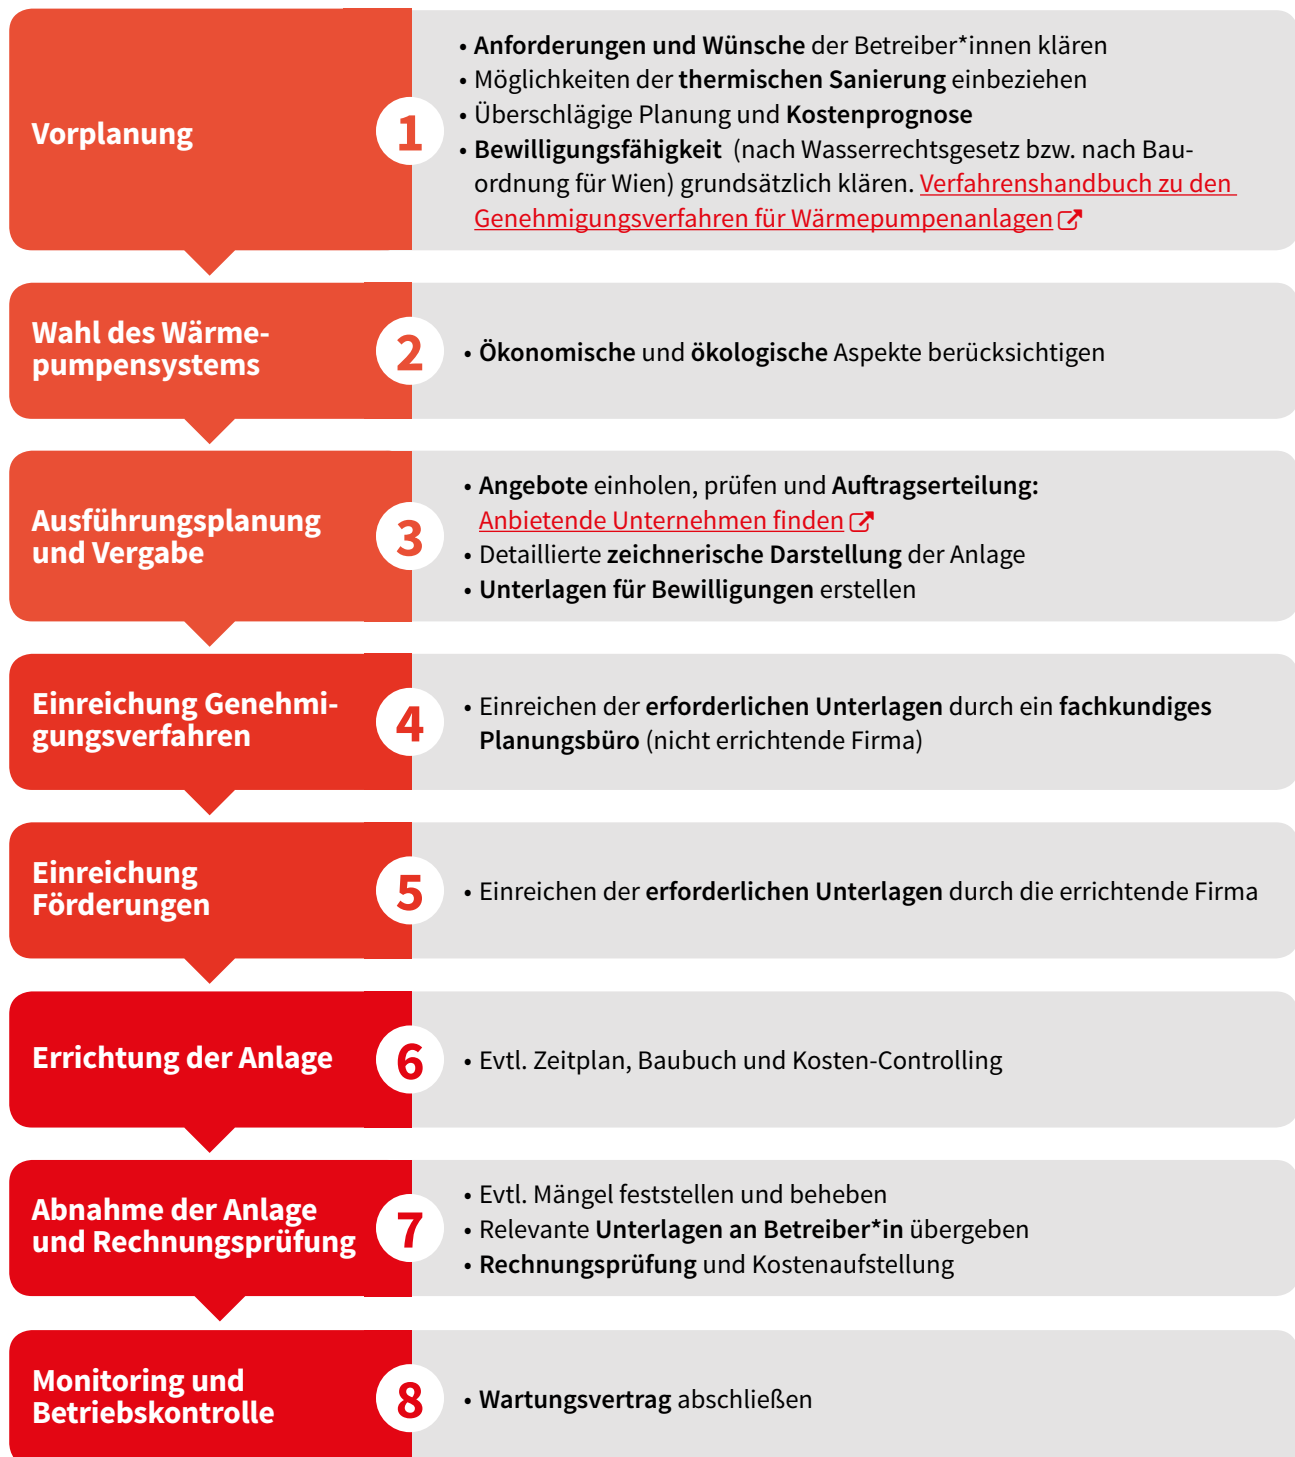 Vorplanung
1
• Anforderungen und Wünsche der Betreiber*innen klären
• Möglichkeiten der thermischen Sanierung einbeziehen
• Überschlägige Planung und Kostenprognose
• Bewilligungsfähigkeit (nach Wasserrechtsgesetz bzw. nach Bau-
ordnung für Wien) grundsätzlich klären. Verfahrenshandbuch zu den
Genehmigungsverfahren für Wärmepumpenanlagen
Wahl des Wärme-
pumpensystems
2
• Ökonomische und ökologische Aspekte berücksichtigen
Ausführungsplanung
und Vergabe
3
• Angebote einholen, prüfen und Auftragserteilung:
Anbietende Unternehmen finden
• Detaillierte zeichnerische Darstellung der Anlage
• Unterlagen für Bewilligungen erstellen
Einreichung Genehmi-
gungsverfahren
4
• Einreichen der erforderlichen Unterlagen durch ein fachkundiges
Planungsbüro (nicht errichtende Firma)
Einreichung
Förderungen
5
• Einreichen der erforderlichen Unterlagen durch die errichtende Firma
Errichtung der Anlage
6
• Evtl. Zeitplan, Baubuch und Kosten-Controlling
Abnahme der Anlage
und Rechnungsprüfung
7
• Evtl. Mängel feststellen und beheben
• Relevante Unterlagen an Betreiber*in übergeben
• Rechnungsprüfung und Kostenaufstellung
Monitoring und
Betriebskontrolle
8
• Wartungsvertrag abschließen